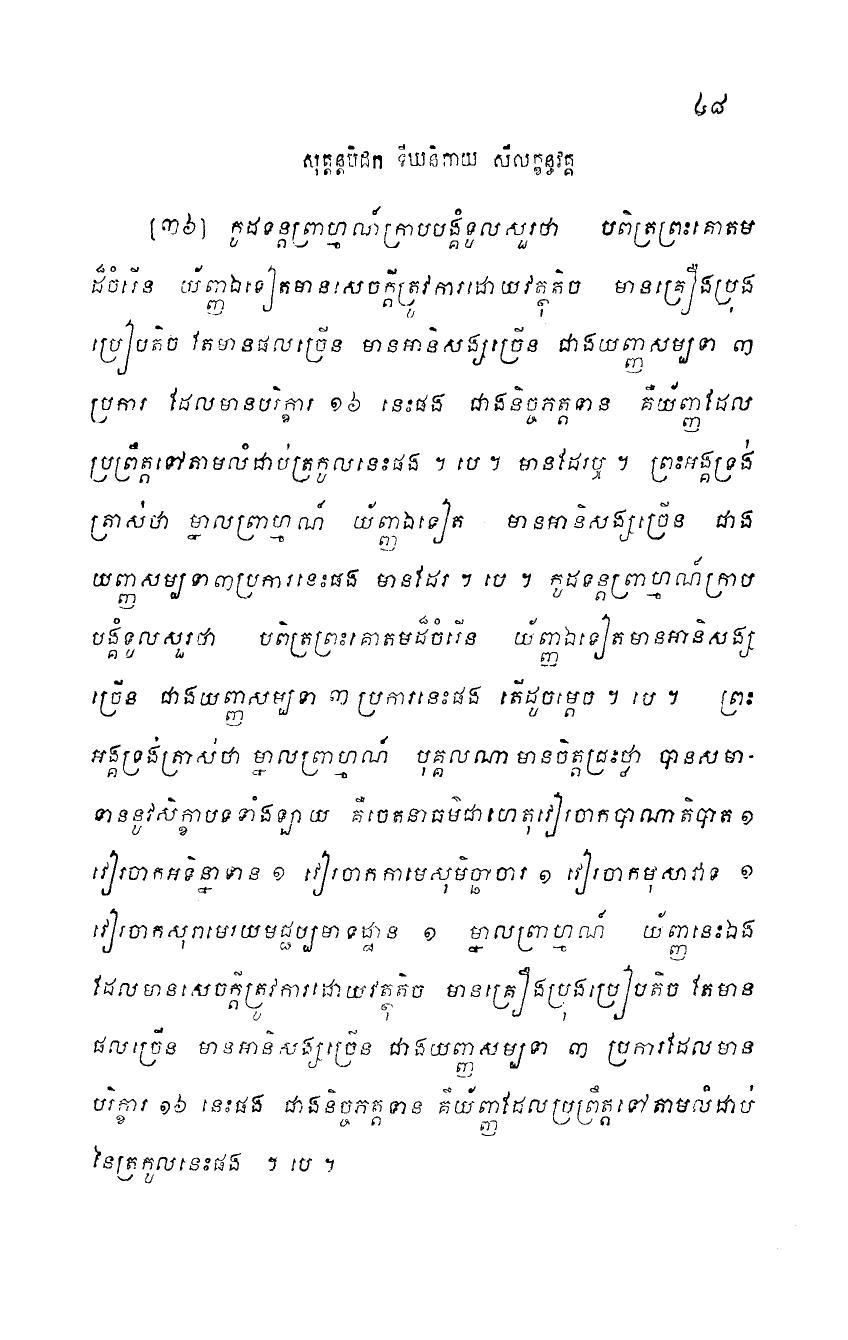 ៤៨
សុត្តន្តបិដក ទីឃនិកាយ សីលក្ខន្ធវគ្គ
[៣៦] កូដទន្តព្រាហ្មណ៍ក្រាបបង្គំទូលសួរថា បពិត្រព្រះគោតម
ដ៏ចំរើន យ័ញ្ញឯទៀតមានសេចក្តីត្រូវការដោយវត្ថុតិច មានគ្រឿងប្រុង
ប្រៀបតិច តែមានផលច្រើន មានអានិសង្សច្រើន ជាងយញ្ញសម្បទា ៣
ប្រការ ដែលមានបរិក្ខារ ១៦ នេះផង ជាងនិច្ចភត្តទាន គឺយ័ញ្ញដែល
ប្រព្រឹត្តទៅតាមលំដាប់ត្រកូលនេះផង ។ បេ ។ មានដែរឬ ។ ព្រះអង្គទ្រង់
ត្រាស់ថា ម្នាលព្រាហ្មណ៍ យ័ញ្ញឯទៀត មានអានិសង្សច្រើន ជាង
យញ្ញសម្បទា៣ប្រការនេះផង មានដែរ ។ បេ ។ កូដទន្តព្រាហ្មណ៍ក្រាប
បង្គំទូលសួរថា បពិត្រព្រះគោតមដ៏ចំរើន យ័ញ្ញឯទៀតមានអានិសង្ស
ច្រើន ជាងយញ្ញសម្បទា ៣ ប្រការនេះផង តើដូចម្តេច ។ បេ ។ ព្រះ
អង្គទ្រង់ត្រាស់ថា ម្នាលព្រាហ្មណ៍ បុគ្គលណាមានចិត្តជ្រះថ្លា បានសមា-
ទាននូវសិក្ខាបទទាំងឡាយ គឺចេតនាធម៌ជាហេតុវៀរចាកបាណាតិបាត ១
វៀរចាកអទិន្នាទាន ១ វៀរចាកកាមេសុមិច្ឆាចារ ១ វៀរចាកមុសាវាទ ១
វៀរចាកសុរាមេរយមជ្ជប្បមាទដ្ឋាន ១ ម្នាលព្រាហ្មណ៍ យ័ញ្ញនេះឯង
ដែលមានសេចក្តីត្រូវការដោយវត្ថុតិច មានគ្រឿងប្រុងប្រៀបតិច តែមាន
ផលច្រើន មានអានិសង្សច្រើន ជាងយញ្ញសម្បទា ៣ ប្រការដែលមាន
បរិក្ខារ ១៦ នេះផង ជាងនិច្ចភត្តទាន គឺយ័ញ្ញដែលប្រព្រឹត្តទៅតាមលំដាប់
នៃត្រកូលនេះផង ។ បេ ។